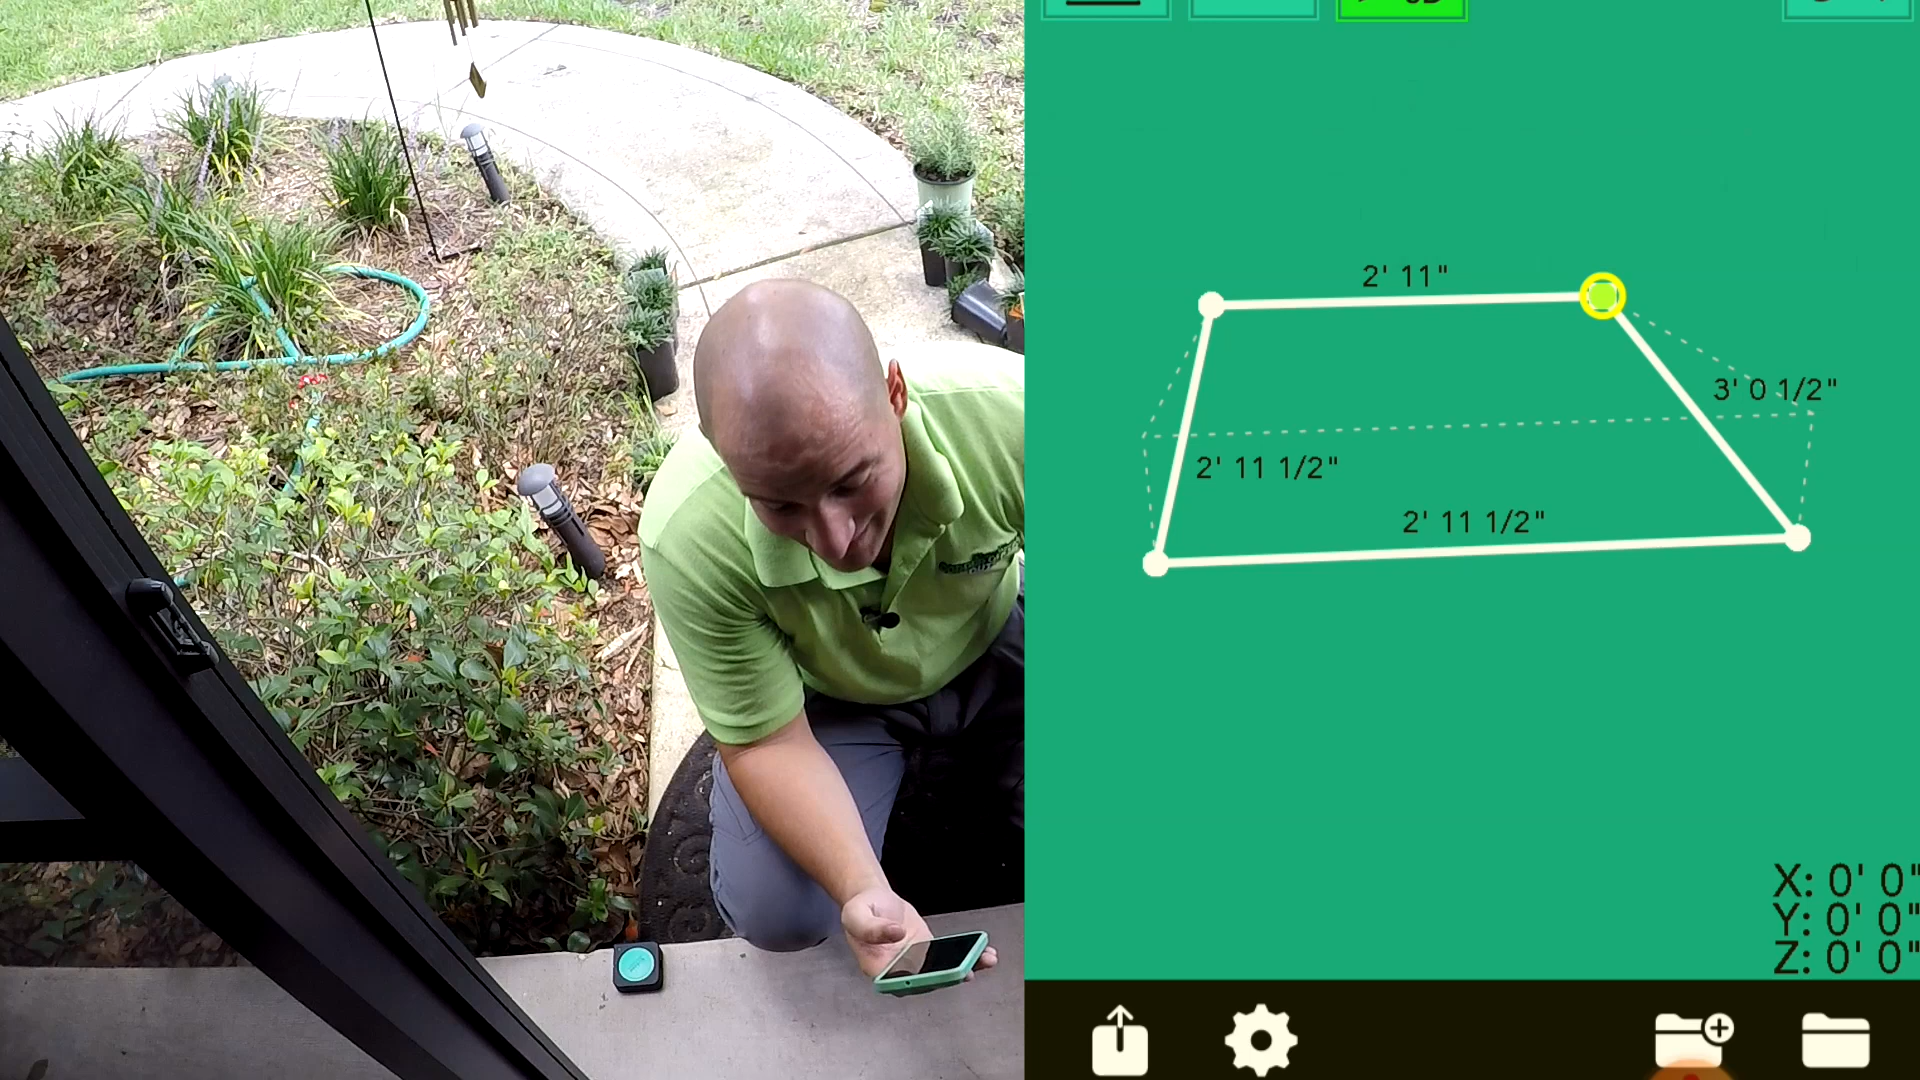 3D
2' 11"
3' 0 1/2"
2' 11 1/2"
2' 11 1/2"
X: 0' 0"
Y: 0' 0"
Z: 0' 0"